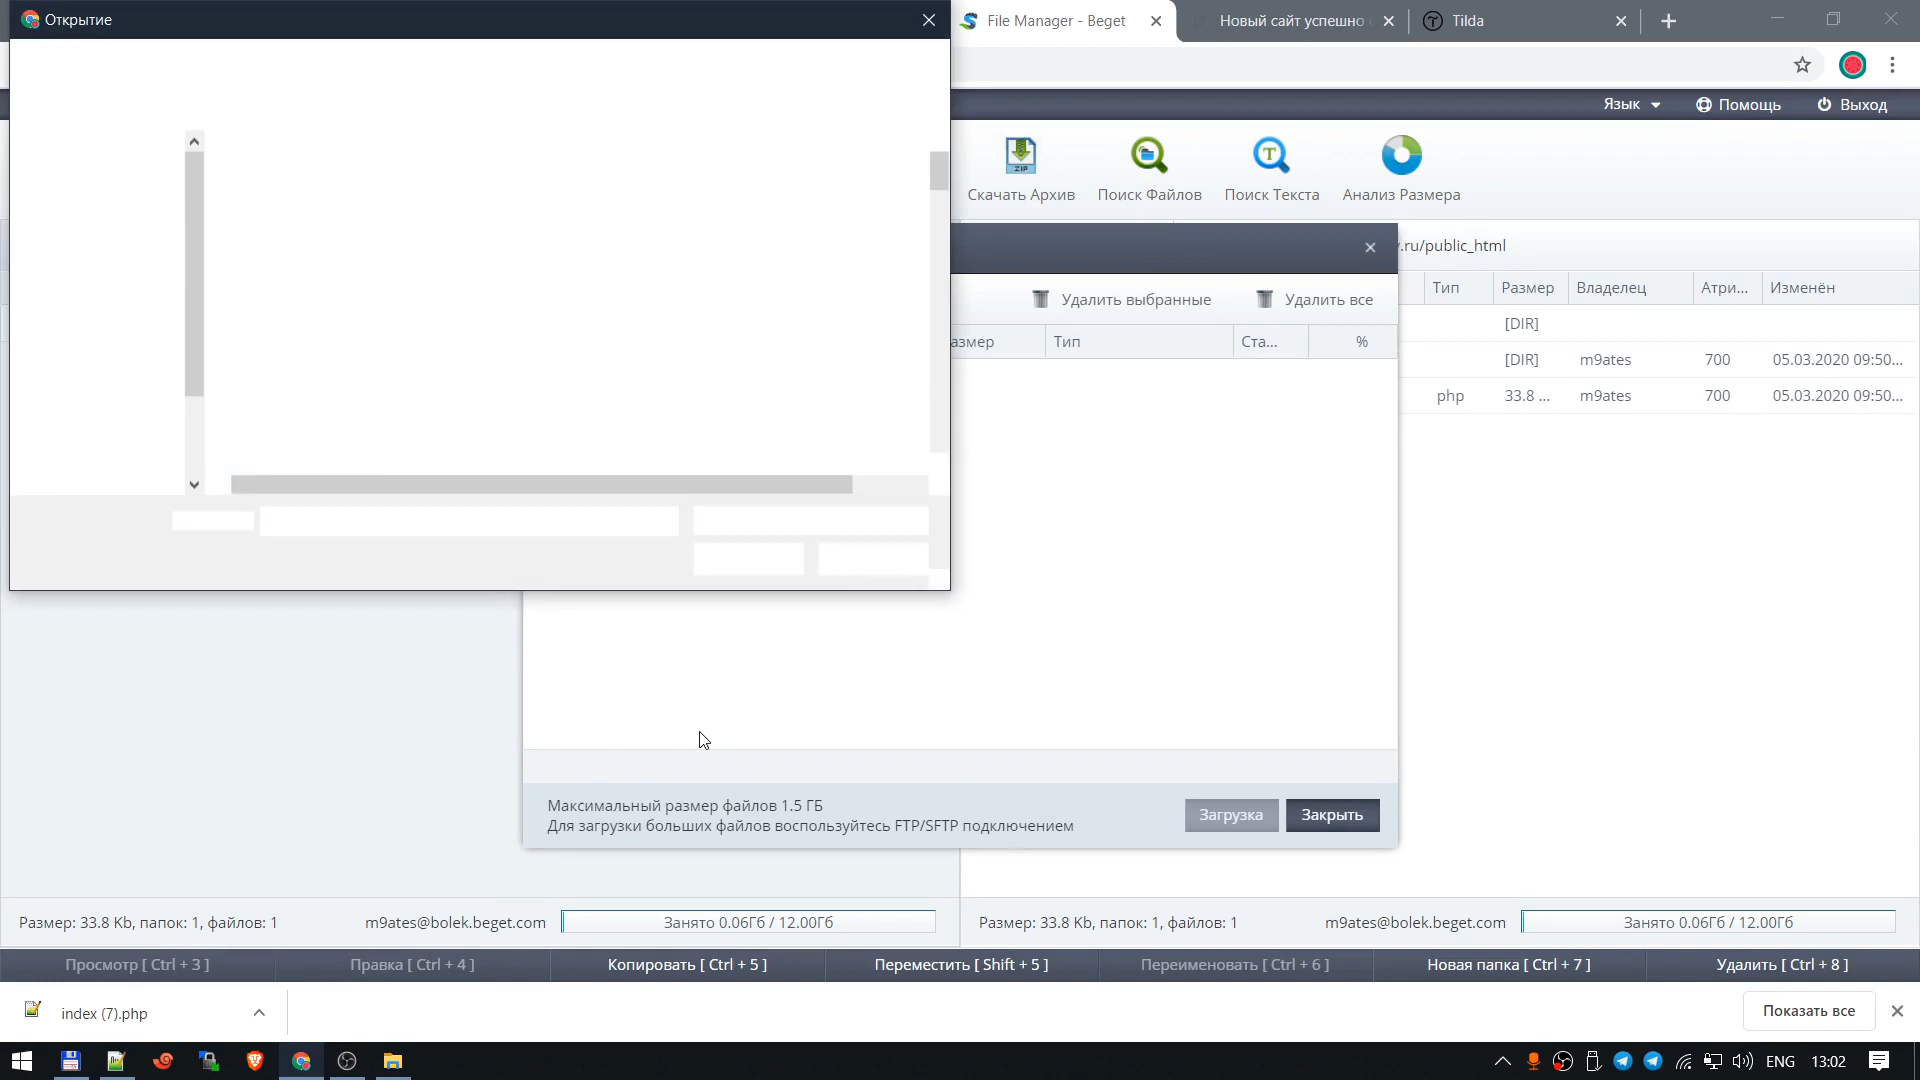 Открытие
File Manager - Beget
Новый сайт успешно
Tilda
Язык
Помощь
Выход
ZIP
Скачать Архив
Поиск Файлов
T
Поиск Текста
Анализ Размера
.ru/public_html
Удалить выбранные
Удалить все
азмер
Тип
Ста...
%
Тип
Размер
Владелец
Атри...
Изменён
[DIR]
[DIR]
m9ates
700
05.03.2020 09:50...
php
33.8 ...
m9ates
700
05.03.2020 09:50...
Максимальный размер файлов 1.5 ГБ
Для загрузки больших файлов воспользуйтесь FTP/SFTP подключением
Загрузка
Закрыть
Размер: 33.8 Kb, папок: 1, файлов: 1
m9ates@bolek.beget.com
Занято 0.06Гб / 12.00Гб
Размер: 33.8 Kb, папок: 1, файлов: 1
m9ates@bolek.beget.com
Занято 0.06Гб / 12.00Гб
Просмотр [ Ctrl + 3 ]
Правка [ Ctrl + 4 ]
Копировать [ Ctrl + 5 ]
Переместить [ Shift + 5 ]
Переименовать [ Ctrl + 6 ]
Новая папка [ Ctrl + 7 ]
Удалить [ Ctrl + 8 ]
index (7).php
Показать все
ENG
13:02